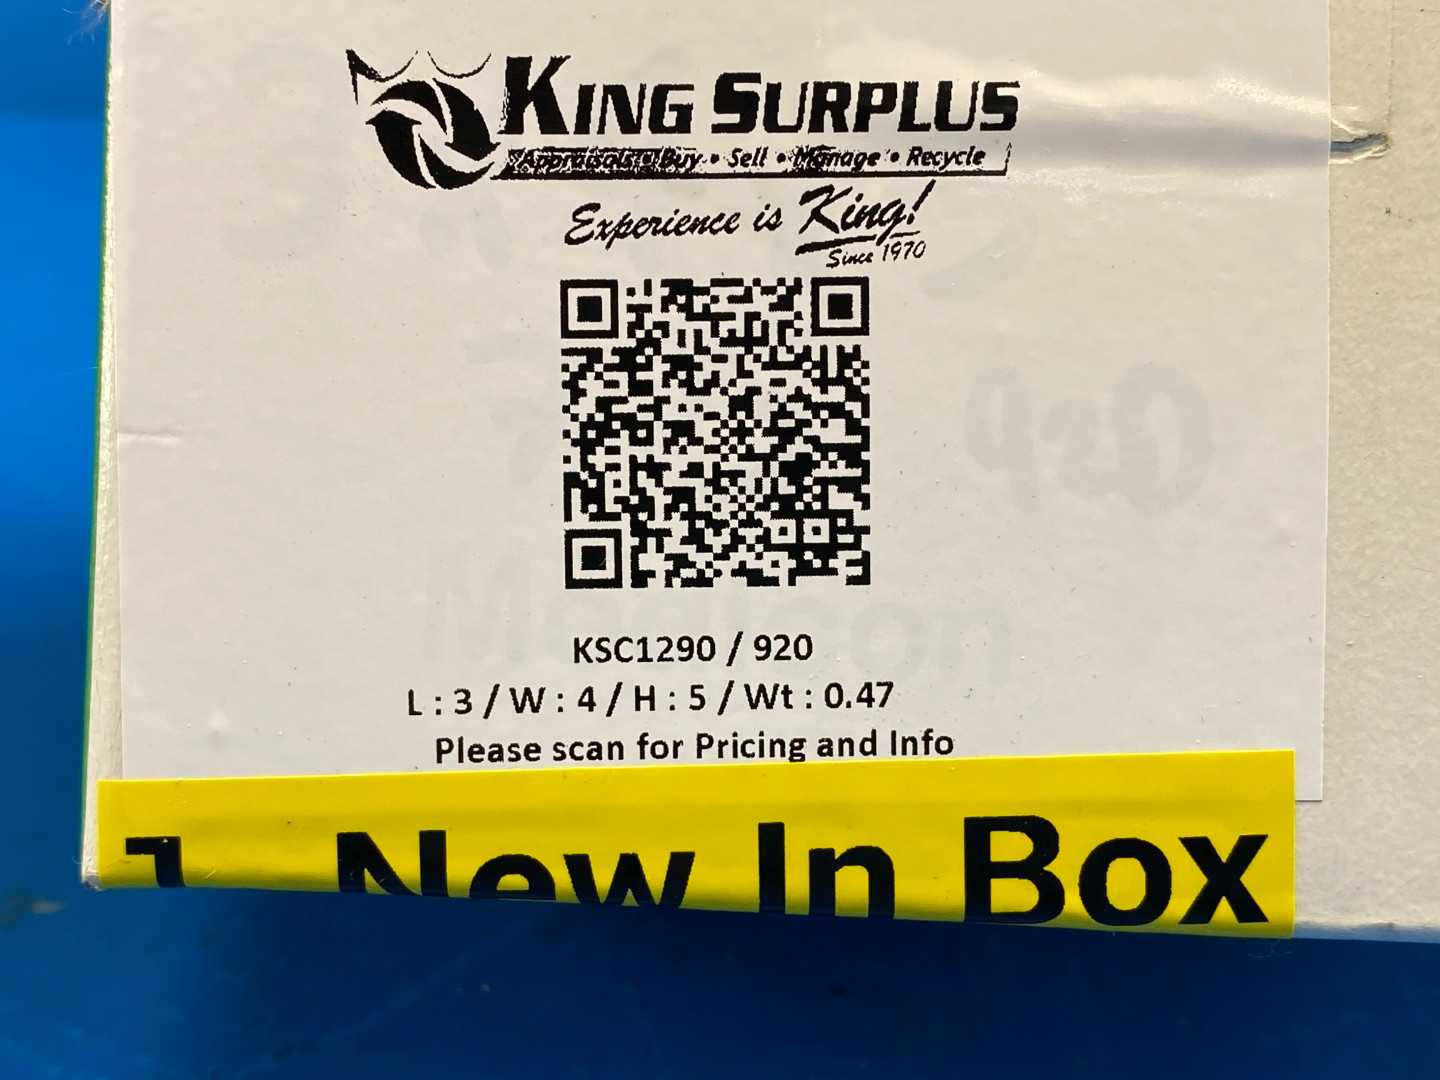 KING SURPLUS
Appraisals • Buy • Sell • Manage • Recycle
Experience is King!
Since 1970
KSC1290 / 920
L : 3 / W : 4 / H : 5 / Wt : 0.47
Please scan for Pricing and Info
1 New In Box